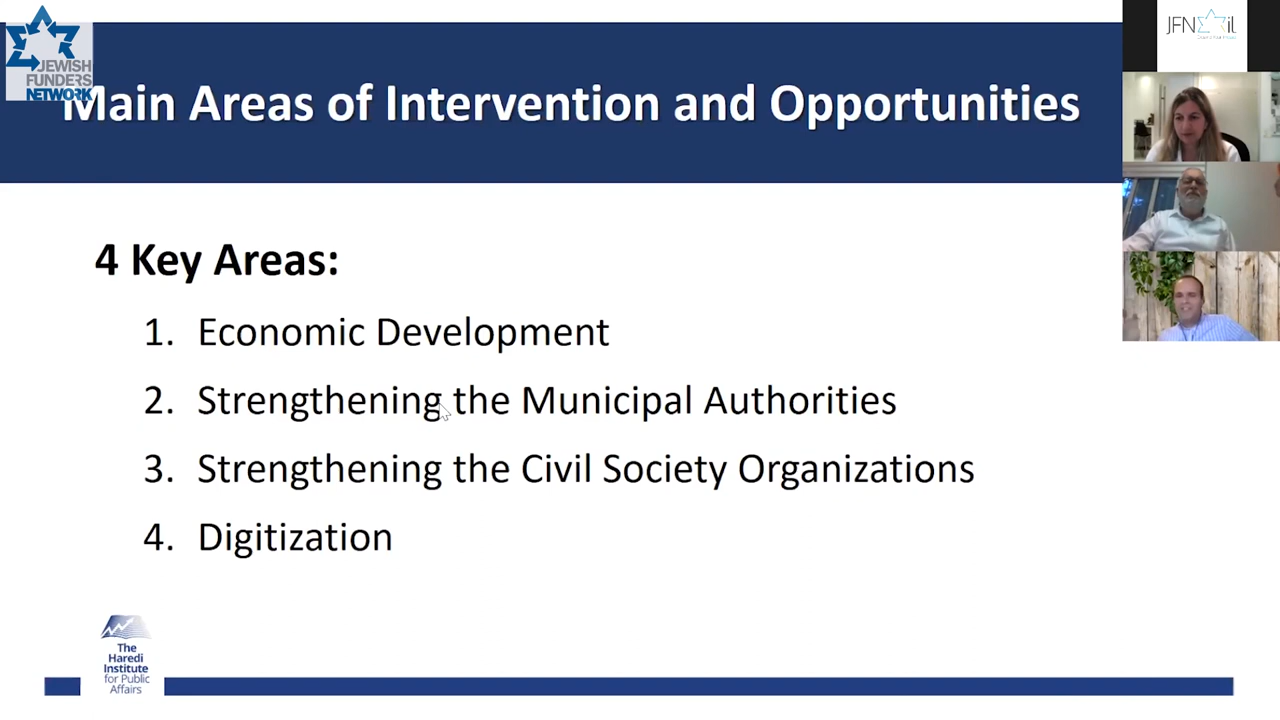 JEWISH
FUNDERS
NETWORK
Main Areas of Intervention and Opportunities
JFN
il
4 Key Areas:
1. Economic Development
2. Strengthening the Municipal Authorities
3. Strengthening the Civil Society Organizations
4. Digitization
The
Haredi
Institute
for Public
Affairs